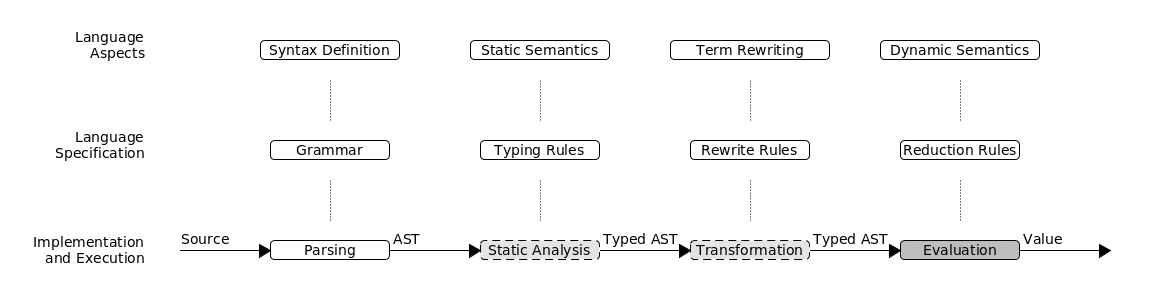 Language
Aspects
Syntax Definition
Static Semantics
Term Rewriting
Dynamic Semantics
Language
Specification
Grammar
Typing Rules
Rewrite Rules
Reduction Rules
Implementation
and Execution
Source
Parsing
AST
Static Analysis
Typed AST
Transformation
Typed AST
Evaluation
Value